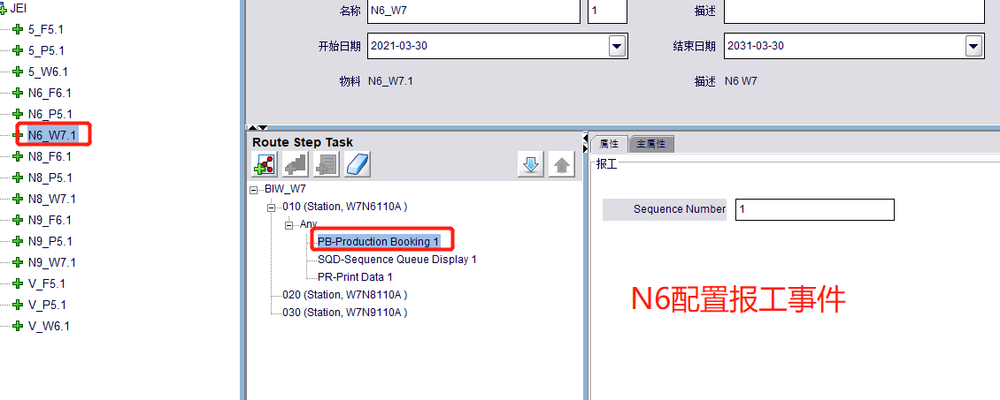 JEI
5_F5.1
5_P5.1
5_W6.1
N6_F6.1
N6_P5.1
N6_W7.1
N8_F6.1
N8_P5.1
N8_W7.1
N9_F6.1
N9_P5.1
N9_W7.1
V_F5.1
V_P5.1
V_W6.1
名称 N6_W7 1 描述
开始日期 2021-03-30 结束日期 2031-03-30
物料 N6_W7.1 描述 N6 W7
Route Step Task
BIW_W7
010 (Station, W7N6110A )
Any
PB-Production Booking 1
SQD-Sequence Queue Display 1
PR-Print Data 1
020 (Station, W7N8110A )
030 (Station, W7N9110A )
属性 主属性
报工
Sequence Number 1
N6配置报工事件